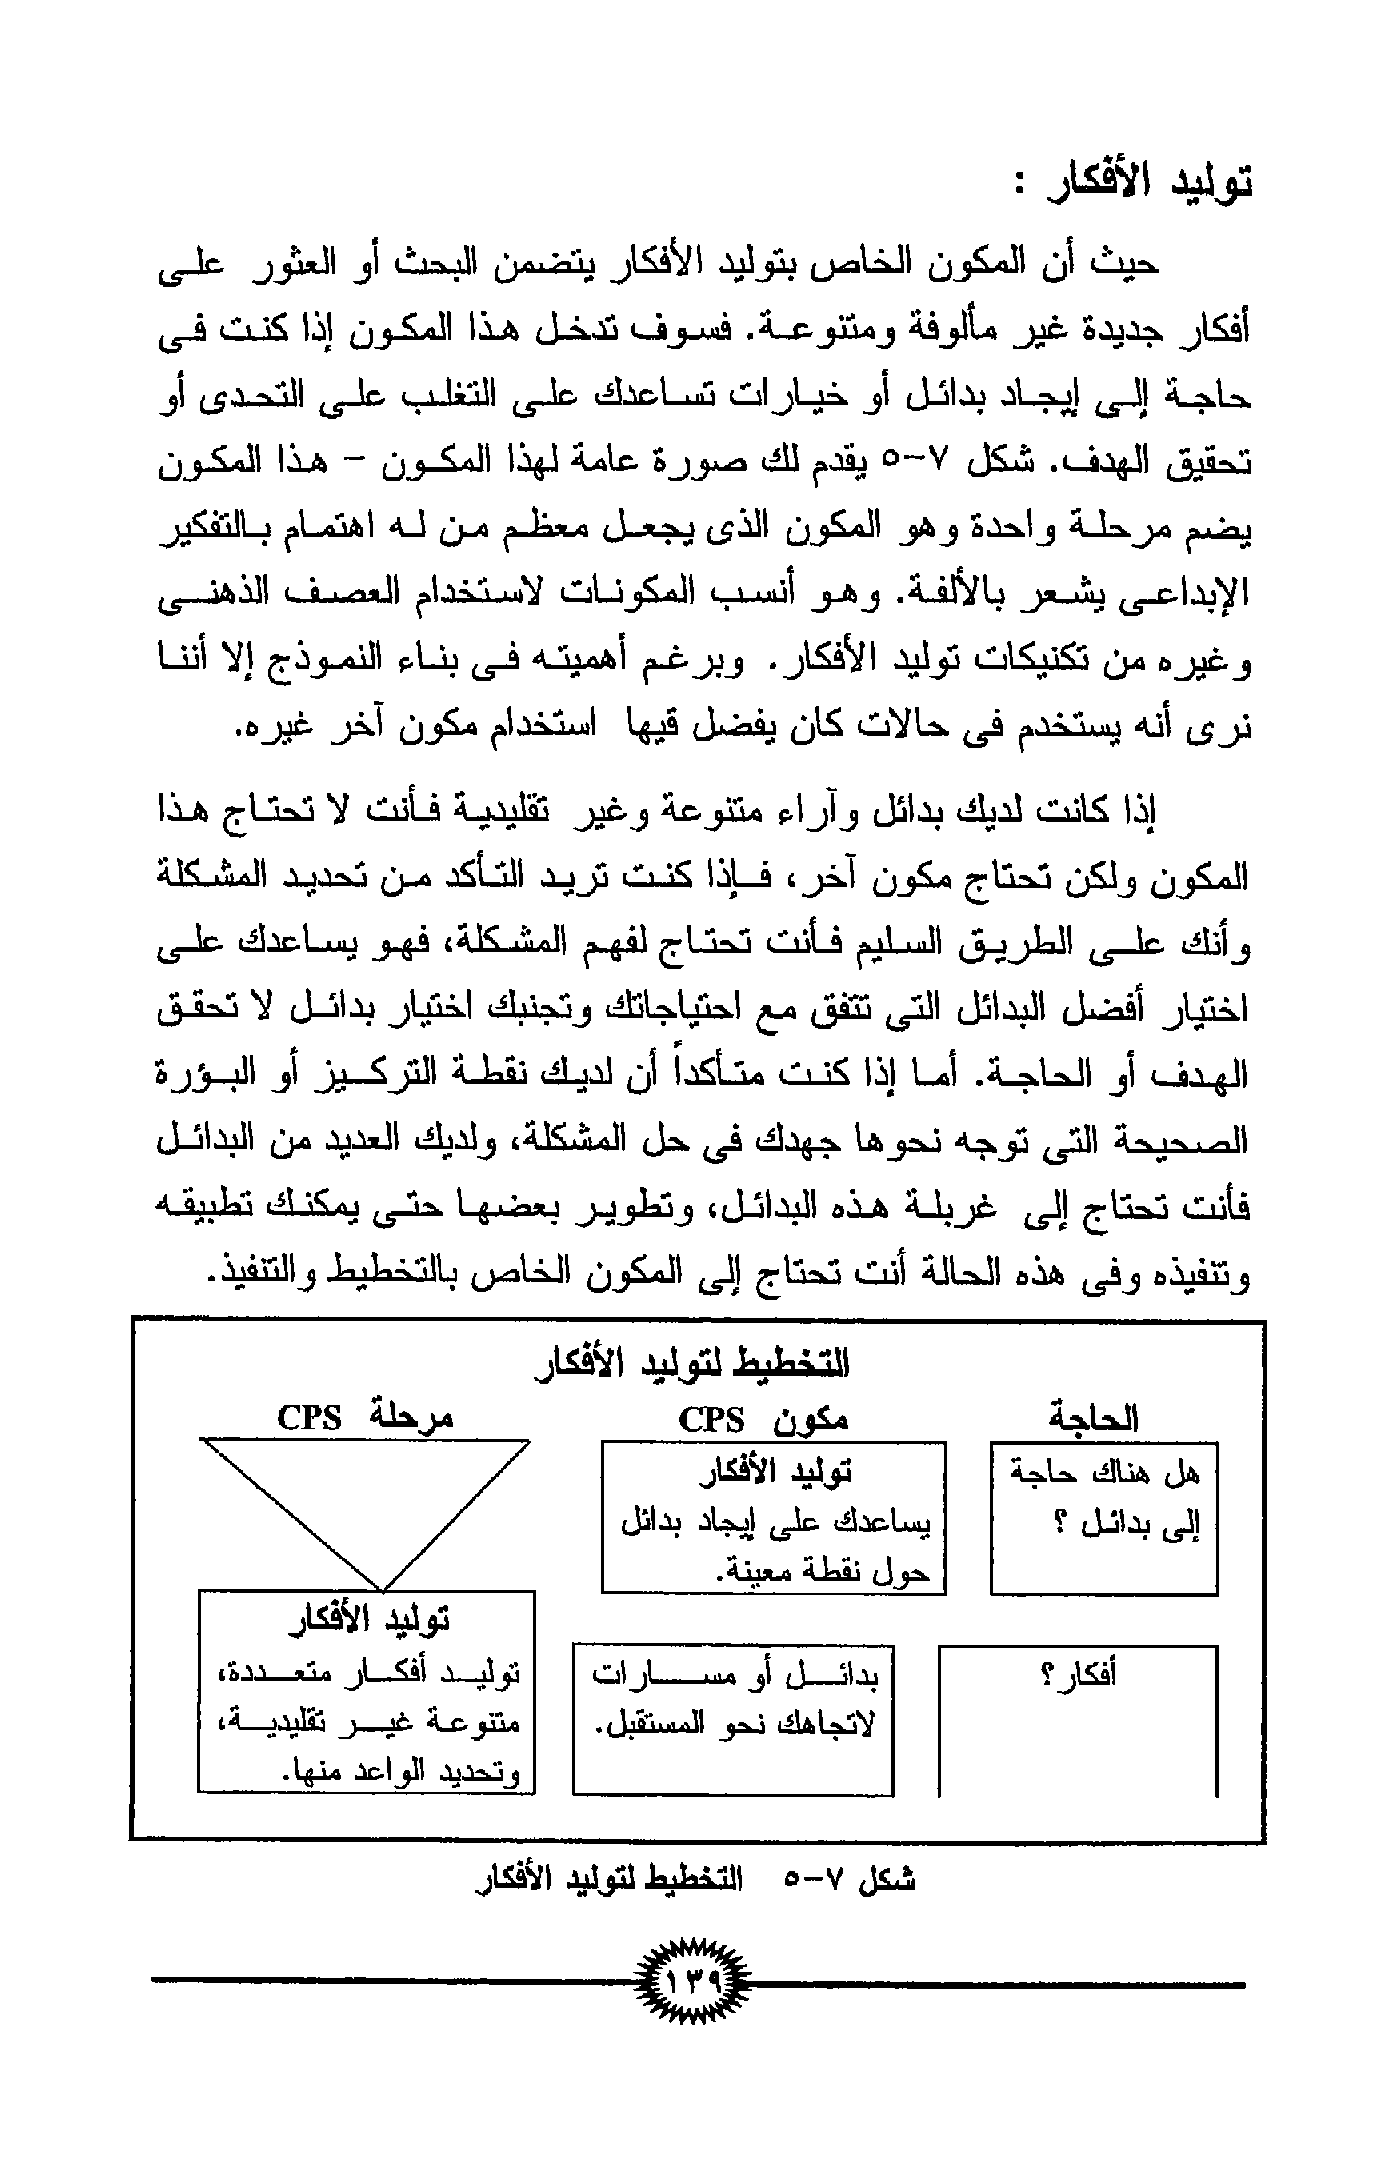 توليد الأفكار :
حيث أن المكون الخاص بتوليد الأفكار يتضمن البحث أو العثور على
أفكار جديدة غير مألوفة ومتنوعة. فسوف تدخل هذا المكون إذا كنت فى
حاجة إلى إيجاد بدائل أو خيارات تساعدك على التغلب على التحدى أو
تحقيق الهدف. شكل ٧-٥ يقدم لك صورة عامة لهذا المكون - هذا المكون
يضم مرحلة واحدة وهو المكون الذى يجعل معظم من له اهتمام بالتفكير
الإبداعى يشعر بالألفة. وهو أنسب المكونات لاستخدام العصف الذهنى
وغيره من تكنيكات توليد الأفكار. وبرغم أهميته فى بناء النموذج إلا أننا
نرى أنه يستخدم فى حالات كان يفضل قيها استخدام مكون آخر غيره.
إذا كانت لديك بدائل وآراء متنوعة وغير تقليدية فأنت لا تحتاج هذا
المكون ولكن تحتاج مكون آخر، فإذا كنت تريد التأكد من تحديد المشكلة
وأنك على الطريق السليم فأنت تحتاج لفهم المشكلة، فهو يساعدك على
اختيار أفضل البدائل التى تتفق مع احتياجاتك وتجنبك اختيار بدائل لا تحقق
الهدف أو الحاجة. أما إذا كنت متأكداً أن لديك نقطة التركيز أو البؤرة
الصحيحة التى توجه نحوها جهدك فى حل المشكلة، ولديك العديد من البدائل
فأنت تحتاج إلى غربلة هذه البدائل، وتطوير بعضها حتى يمكنك تطبيقه
وتنفيذه وفى هذه الحالة أنت تحتاج إلى المكون الخاص بالتخطيط والتنفيذ.
التخطيط لتوليد الأفكار
الحاجة
هل هناك حاجة
إلى بدائل ؟
مكون CPS
توليد الأفكار
يساعدك على إيجاد بدائل
حول نقطة معينة.
مرحلة CPS
أفكار؟
بدائل أو مسارات
لاتجاهك نحو المستقبل.
توليد الأفكار
توليد أفكار متعددة،
متنوعة غير تقليدية،
وتحديد الواعد منها.
شكل ٧-٥ التخطيط لتوليد الأفكار
١٣٩